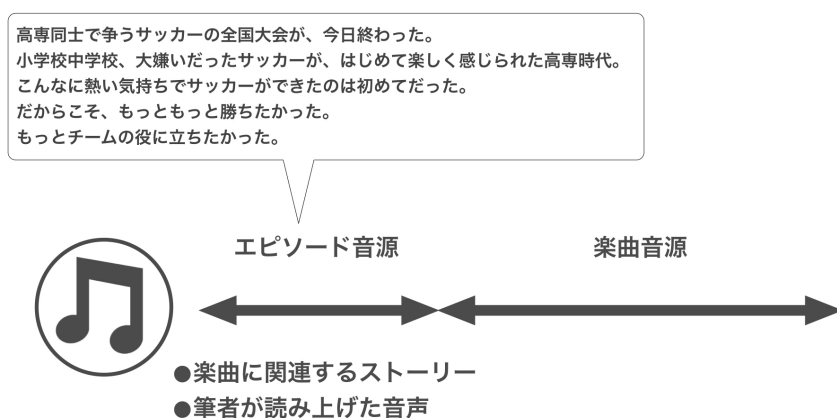 高専同士で争うサッカーの全国大会が、今日終わった。
小学校中学校、大嫌いだったサッカーが、はじめて楽しく感じられた高専時代。
こんなに熱い気持ちでサッカーができたのは初めてだった。
だからこそ、もっともっと勝ちたかった。
もっとチームの役に立ちたかった。
エピソード音源
楽曲音源
●楽曲に関連するストーリー
●筆者が読み上げた音声